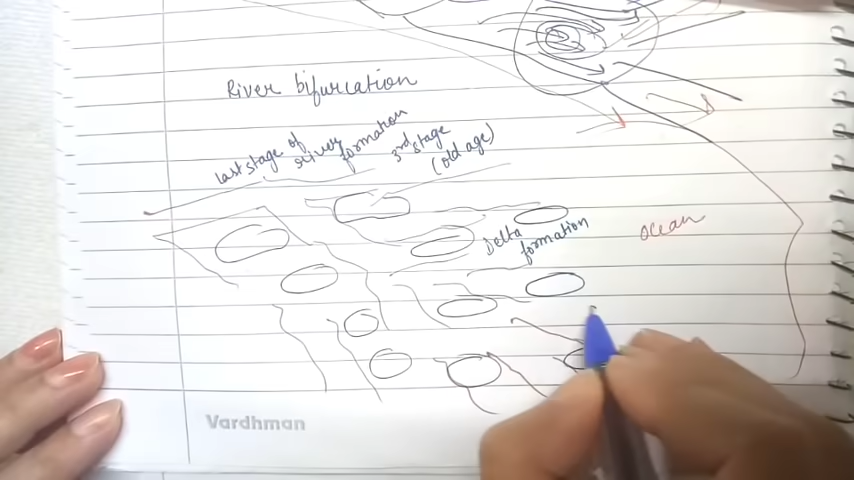 River bifurcation
last stage of
river formation
3rd stage
(old age)
Delta
formation
ocean
Vardhman